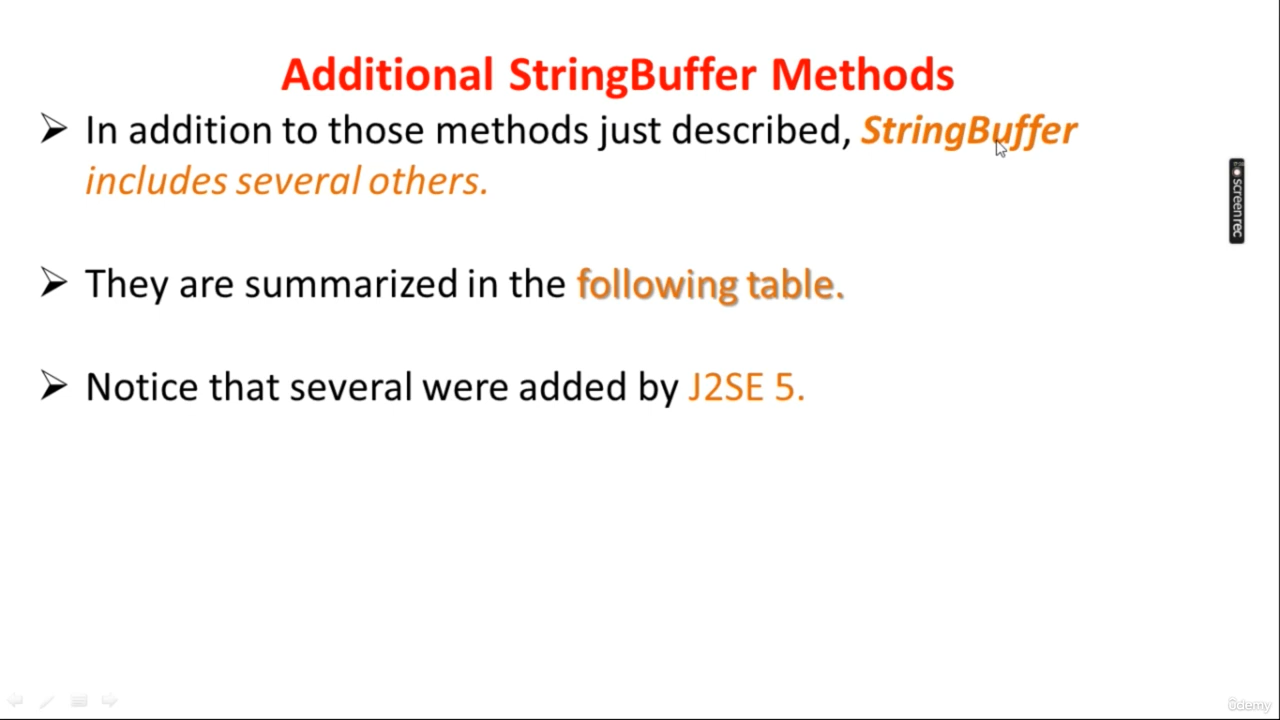 Additional StringBuffer Methods
➢ In addition to those methods just described, StringBuffer
includes several others.
➢ They are summarized in the following table.
➢ Notice that several were added by J2SE 5.
screenrec
ûdemy